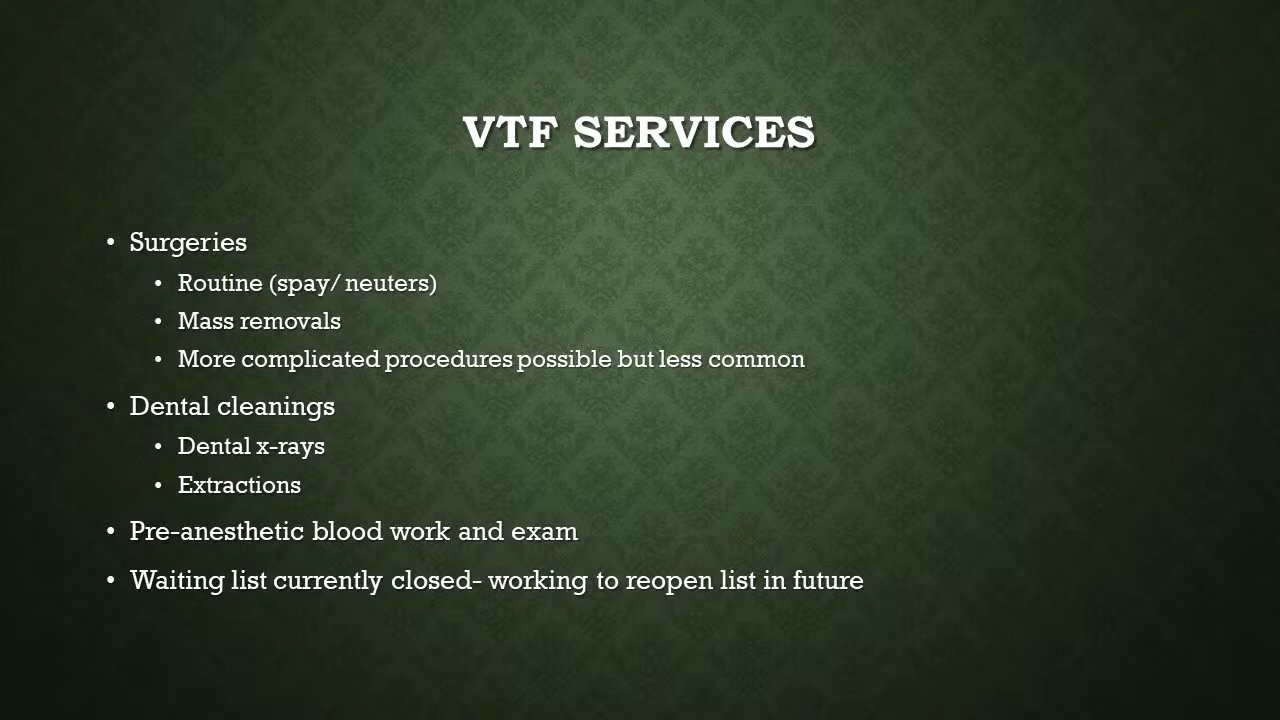 VTF SERVICES
• Surgeries
• Routine (spay/ neuters)
• Mass removals
• More complicated procedures possible but less common
• Dental cleanings
• Dental x-rays
• Extractions
• Pre-anesthetic blood work and exam
• Waiting list currently closed- working to reopen list in future